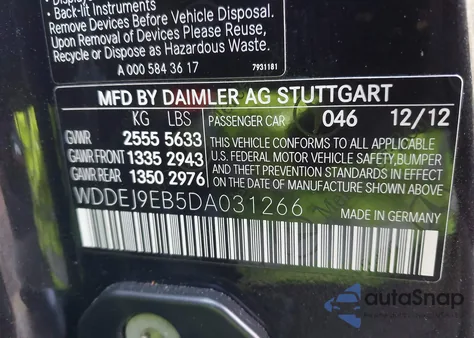 • Display
• Back-lit Instruments
Remove Devices Before Vehicle Disposal.
Upon Removal of Devices Please Reuse,
Recycle or Dispose as Hazardous Waste.
A 000 584 36 17 7931181
MFD BY DAIMLER AG STUTTGART
KG LBS PASSENGER CAR 046 12/12
GVWR 2555 5633
GAWR FRONT 1335 2943
GAWR REAR 1350 2976
THIS VEHICLE CONFORMS TO ALL APPLICABLE
U.S. FEDERAL MOTOR VEHICLE SAFETY,BUMPER
AND THEFT PREVENTION STANDARDS IN
EFFECT ON THE DATE OF MANUFACTURE
WDDEJ9EB5DA031266
MADE IN GERMANY
autoSnap